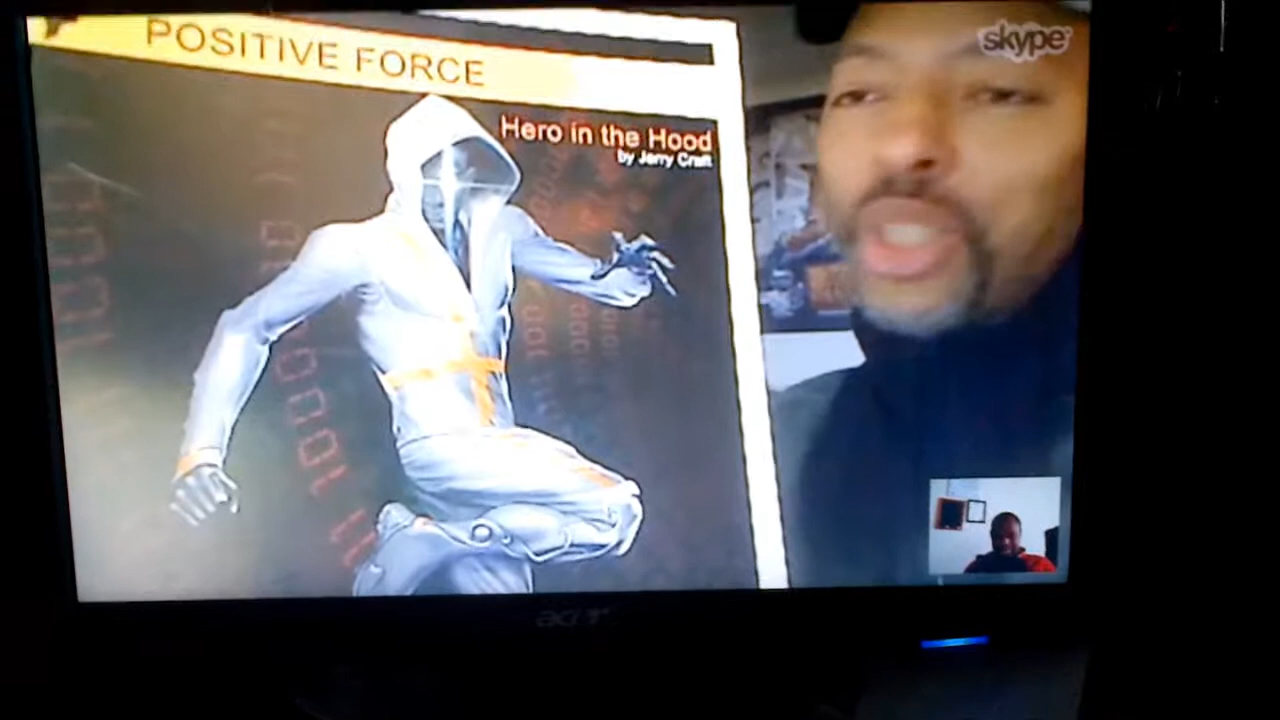 POSITIVE FORCE
skype
Hero in the Hood
by Jerry Craft
acer